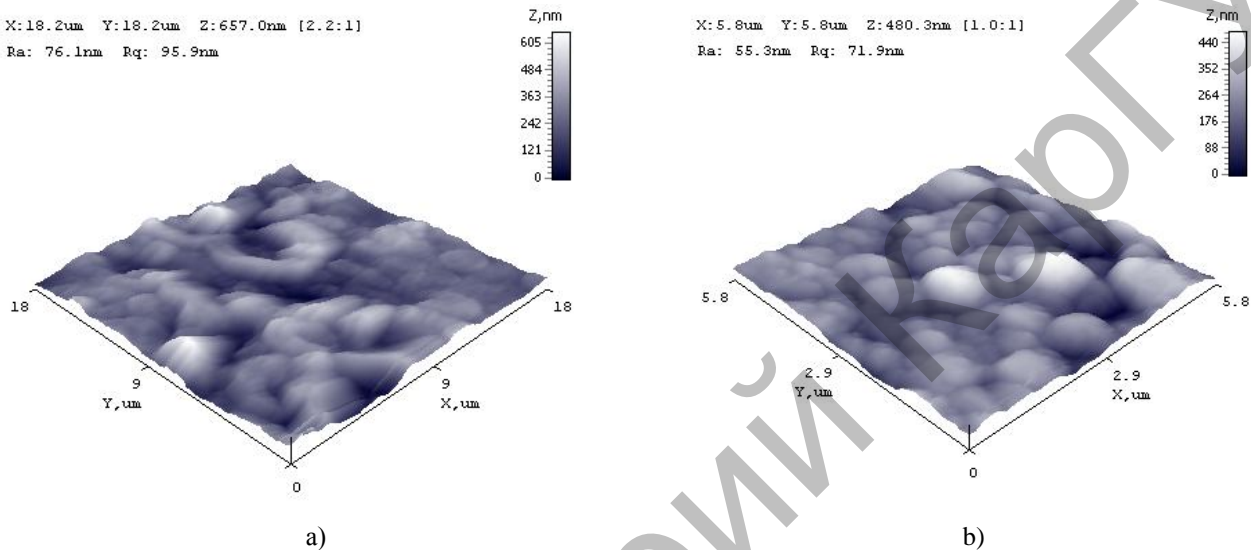 X:18.2um Y:18.2um Z:657.0nm [2.2:1]
Ra: 76.1nm Rq: 95.9nm
Z,nm
605
484
363
242
121
0
18
9
Y,um
0
9
X,um
18
a)
X:5.8um Y:5.8um Z:480.3nm [1.0:1]
Ra: 55.3nm Rq: 71.9nm
Z,nm
440
352
264
176
88
0
5.8
2.9
Y,um
0
2.9
X,um
5.8
b)
рий КарГУ